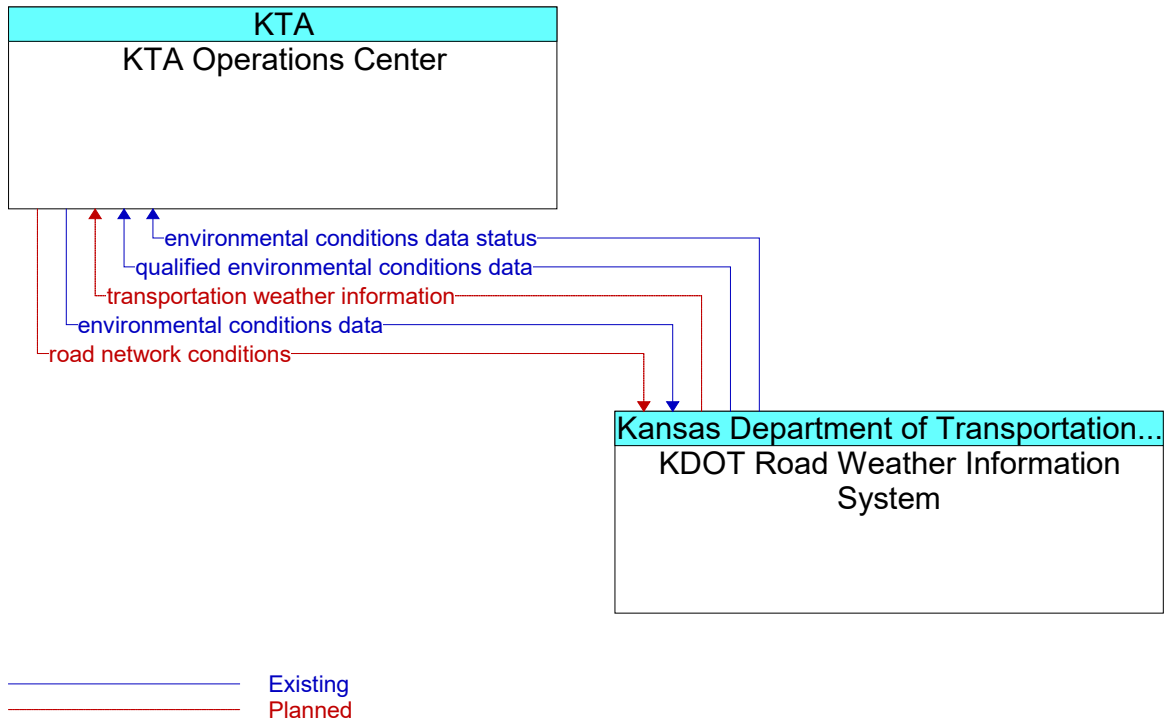 KTA
KTA Operations Center
environmental conditions data status
qualified environmental conditions data
transportation weather information
environmental conditions data
road network conditions
Kansas Department of Transportation...
KDOT Road Weather Information
System
Existing
Planned